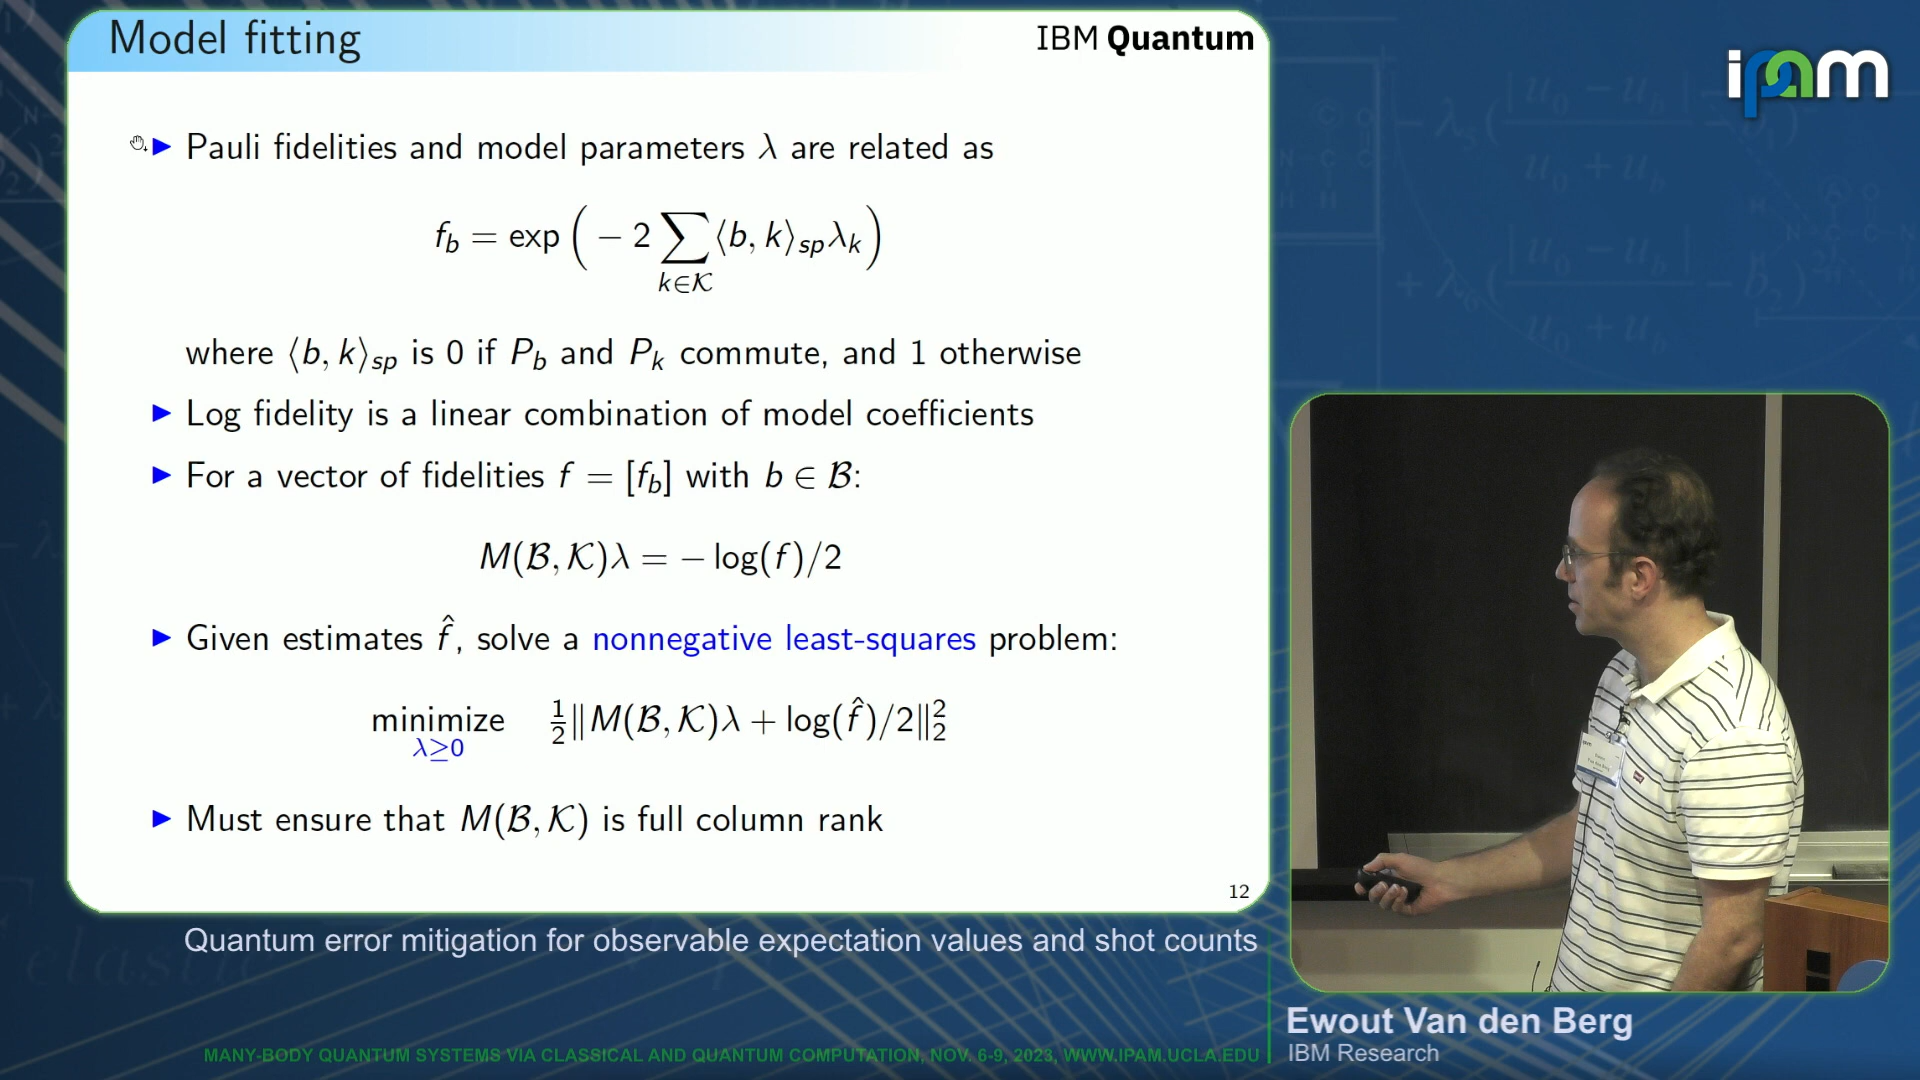 Model fitting
IBM Quantum
ipam
▶ Pauli fidelities and model parameters λ are related as
f_b = exp ( − 2 ∑_{k∈𝒦} ⟨b, k⟩_{sp} λ_k )
where ⟨b, k⟩_{sp} is 0 if P_b and P_k commute, and 1 otherwise
▶ Log fidelity is a linear combination of model coefficients
▶ For a vector of fidelities f = [f_b] with b ∈ ℬ:
M(ℬ, 𝒦)λ = − log(f)/2
▶ Given estimates f̂, solve a nonnegative least-squares problem:
minimize_{λ≥0} ½‖M(ℬ, 𝒦)λ + log(f̂)/2‖₂²
▶ Must ensure that M(ℬ, 𝒦) is full column rank
12
Quantum error mitigation for observable expectation values and shot counts
Ewout Van den Berg
IBM Research
MANY-BODY QUANTUM SYSTEMS VIA CLASSICAL AND QUANTUM COMPUTATION, NOV. 6-9, 2023, WWW.IPAM.UCLA.EDU